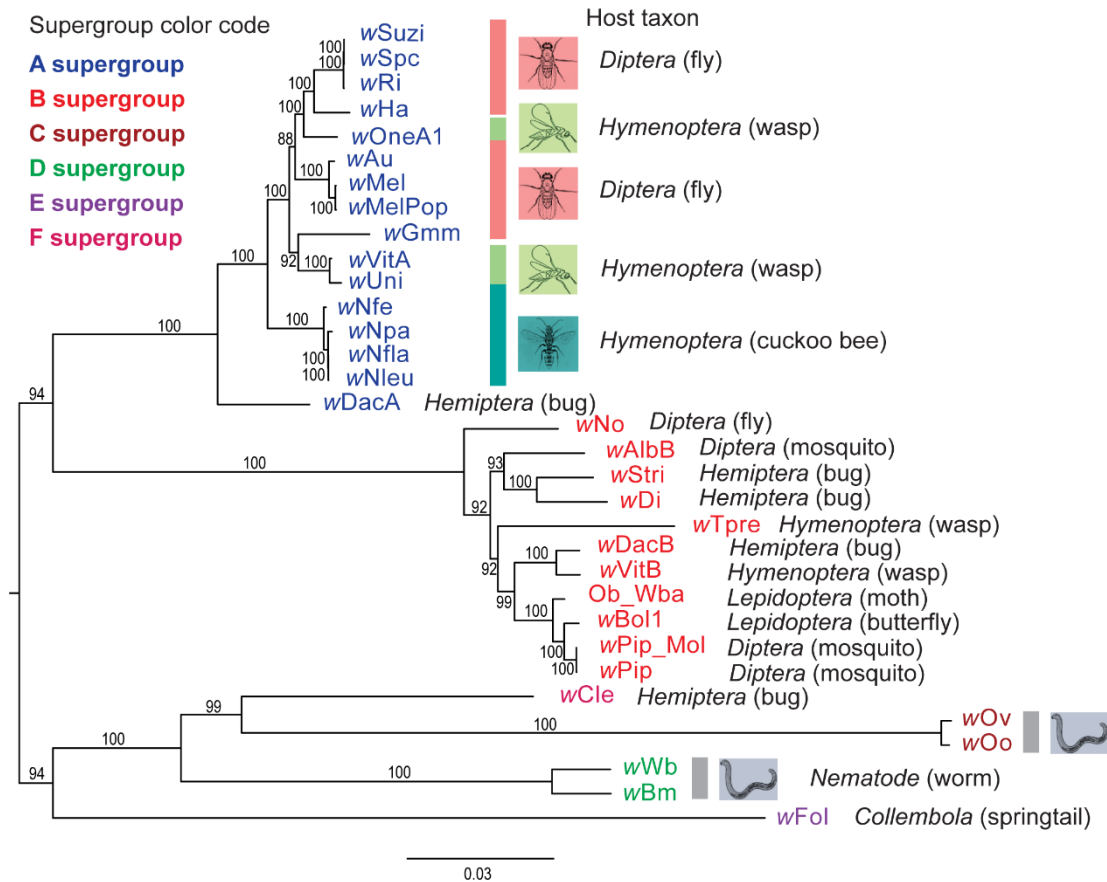 Supergroup color code
A supergroup
B supergroup
C supergroup
D supergroup
E supergroup
F supergroup
Host taxon
wSuzi
100
wSpc
100
wRi
Diptera (fly)
100
wHa
100
wOneA1
Hymenoptera (wasp)
88
wAu
100
wMel
100
wMelPop
Diptera (fly)
wGmm
92
wVitA
100
wUni
Hymenoptera (wasp)
100
wNfe
100
wNpa
wNfla
100
wNleu
100
Hymenoptera (cuckoo bee)
100
wDacA Hemiptera (bug)
94
wNo Diptera (fly)
100
wAlbB Diptera (mosquito)
93
wStri Hemiptera (bug)
100
wDi Hemiptera (bug)
92
wTpre Hymenoptera (wasp)
92
wDacB Hemiptera (bug)
100
wVitB Hymenoptera (wasp)
99
Ob_Wba Lepidoptera (moth)
100
wBol1 Lepidoptera (butterfly)
wPip_Mol Diptera (mosquito)
100
wPip Diptera (mosquito)
100
wCle Hemiptera (bug)
99
wOv
100
wOo
100
wWb
100
wBm
Nematode (worm)
94
wFol Collembola (springtail)
0.03